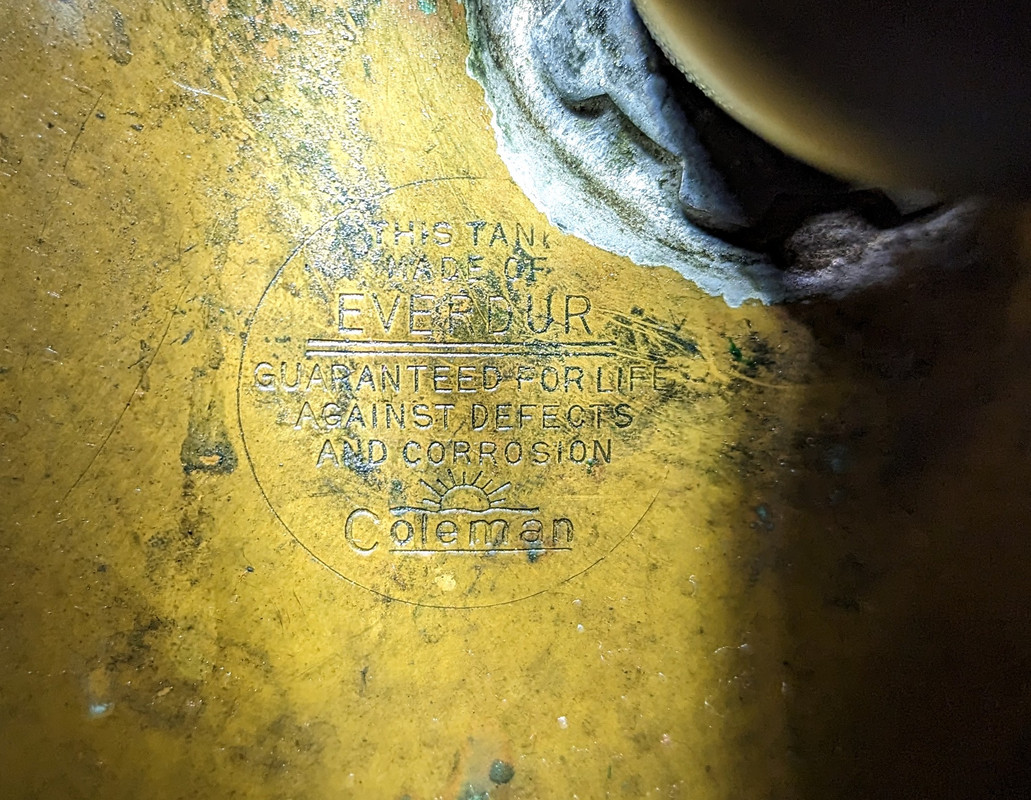 THIS TANK
MADE OF
EVERDUR
GUARANTEED FOR LIFE
AGAINST DEFECTS
AND CORROSION
Coleman